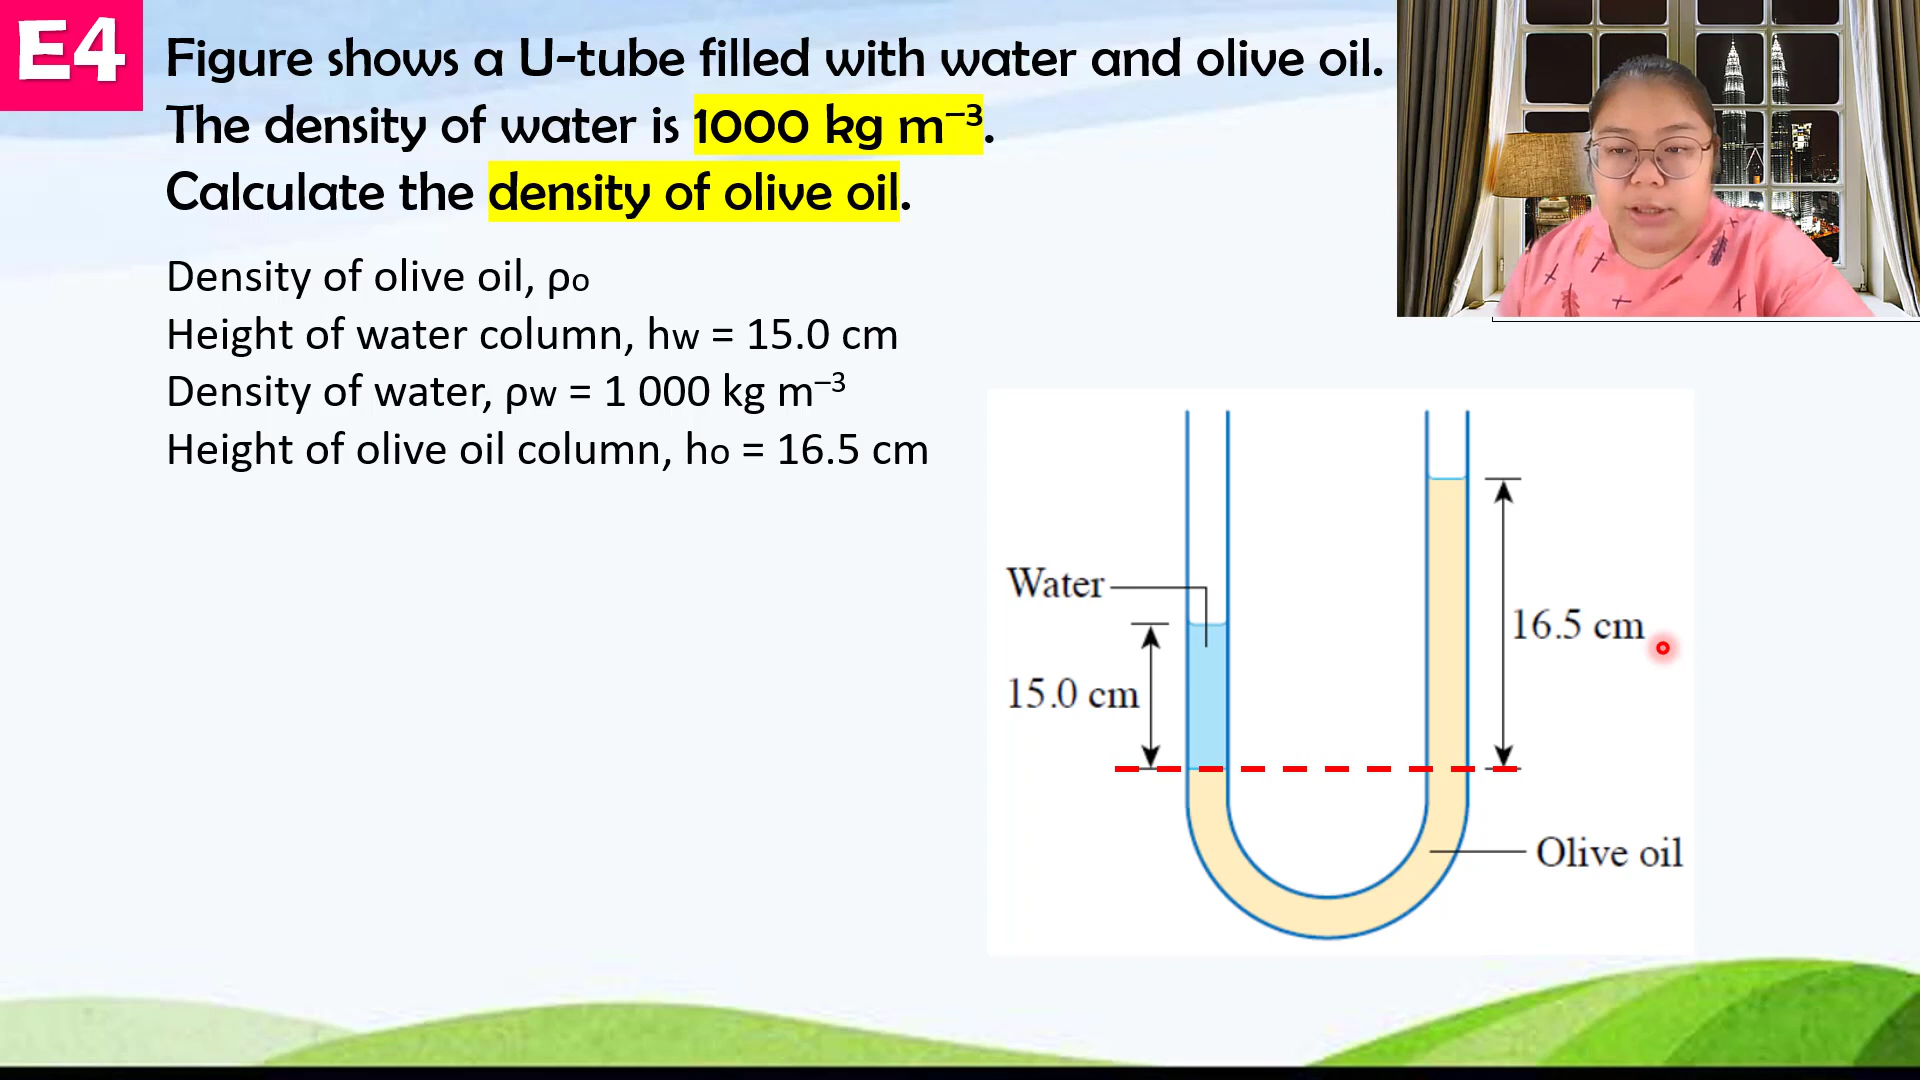 E4
Figure shows a U-tube filled with water and olive oil.
The density of water is 1000 kg m⁻³.
Calculate the density of olive oil.
Density of olive oil, ρo
Height of water column, hw = 15.0 cm
Density of water, ρw = 1 000 kg m⁻³
Height of olive oil column, ho = 16.5 cm
Water
16.5 cm
15.0 cm
Olive oil